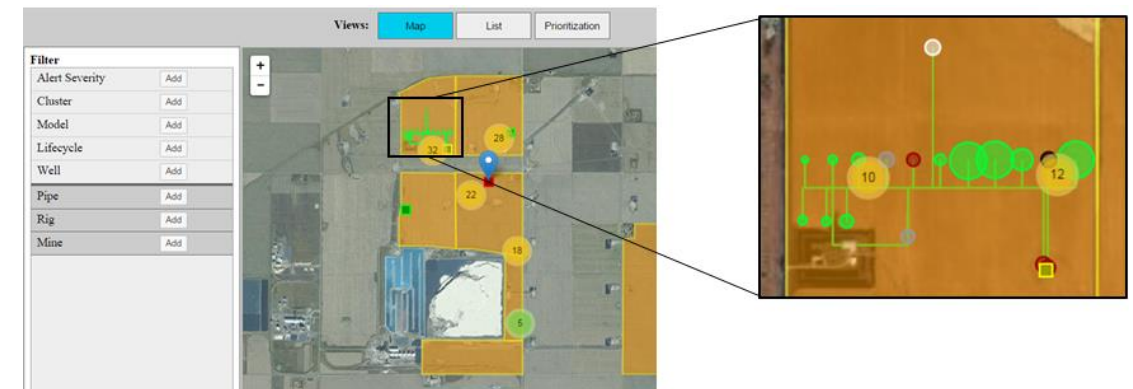 Views: Map List Prioritization
Filter
Alert Severity Add
Cluster Add
Model Add
Lifecycle Add
Well Add
Pipe Add
Rig Add
Mine Add
+
-
28
32
22
18
5
10
12